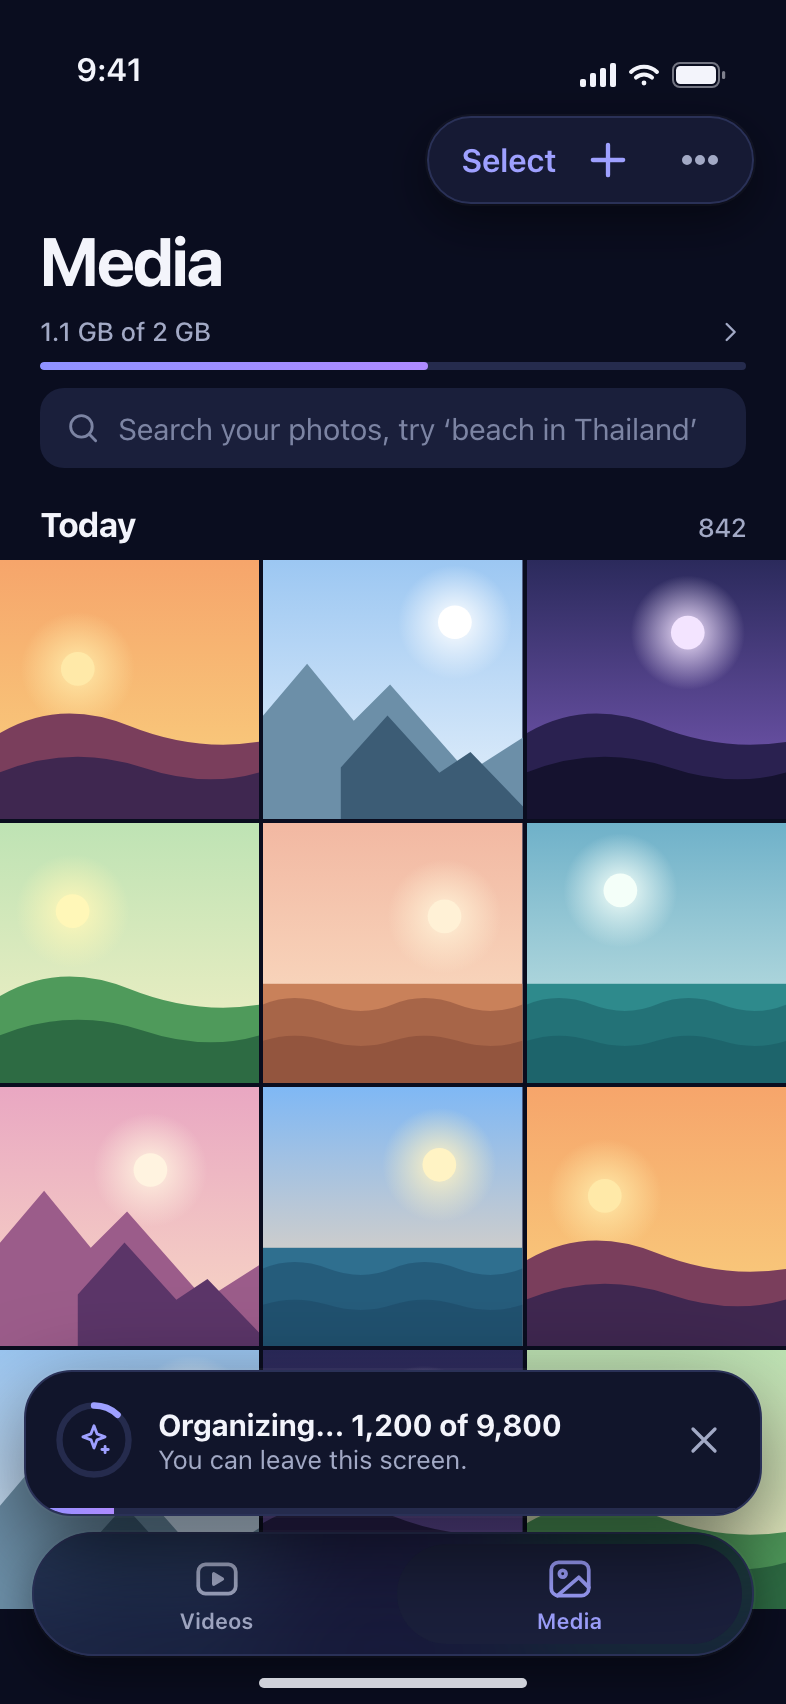 9:41
Select
Media
1.1 GB of 2 GB
Search your photos, try ‘beach in Thailand’
Today 842
Organizing… 1,200 of 9,800
You can leave this screen.
Videos Media